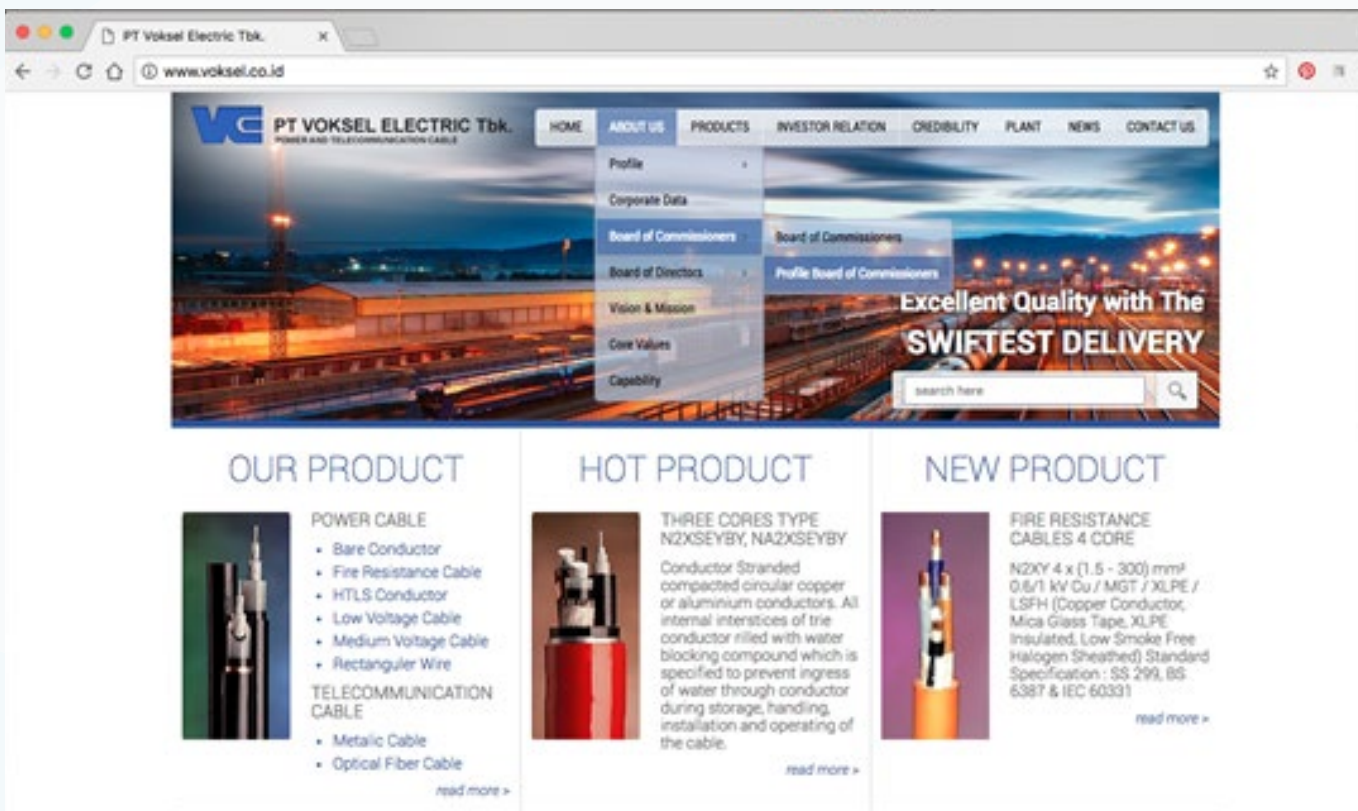 PT Voksel Electric Tbk.
www.voksel.co.id
VE PT VOKSEL ELECTRIC Tbk.
POWER AND TELECOMMUNICATION CABLE
HOME ABOUT US PRODUCTS INVESTOR RELATION CREDIBILITY PLANT NEWS CONTACT US
Profile
Corporate Data
Board of Commissioners
Board of Directors
Vision & Mission
Core Values
Capability
Board of Commissioners
Profile Board of Commissioners
Excellent Quality with The
SWIFTEST DELIVERY
search here
OUR PRODUCT
POWER CABLE
• Bare Conductor
• Fire Resistance Cable
• HTLS Conductor
• Low Voltage Cable
• Medium Voltage Cable
• Rectanguler Wire
TELECOMMUNICATION
CABLE
• Metalic Cable
• Optical Fiber Cable
read more »
HOT PRODUCT
THREE CORES TYPE
N2XSEYBY, NA2XSEYBY
Conductor Stranded
compacted circular copper
or aluminium conductors. All
internal interstices of trie
conductor rilled with water
blocking compound which is
specified to prevent ingress
of water through conductor
during storage, handling,
installation and operating of
the cable.
read more »
NEW PRODUCT
FIRE RESISTANCE
CABLES 4 CORE
N2XY 4 x (1.5 - 300) mm²
0.6/1 kV Cu / MGT / XLPE /
LSFH (Copper Conductor,
Mica Glass Tape, XLPE
Insulated, Low Smoke Free
Halogen Sheathed) Standard
Specification : SS 299, BS
6387 & IEC 60331
read more »